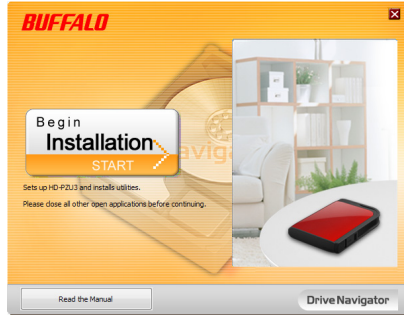 BUFFALO
Begin
Installation
START
Sets up HD-PZU3 and installs utilities.
Please close all other open applications before continuing.
Read the Manual
DriveNavigator